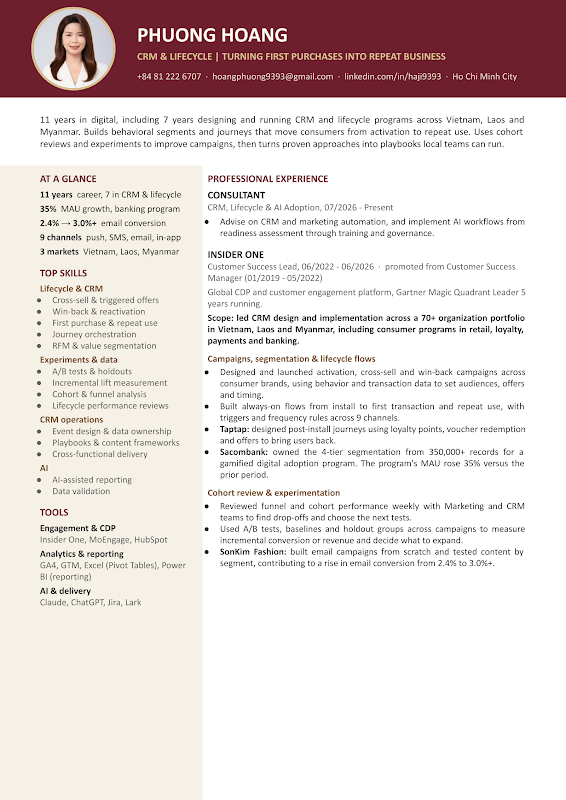 PHUONG HOANG
CRM & LIFECYCLE | TURNING FIRST PURCHASES INTO REPEAT BUSINESS
+84 81 222 6707 · hoangphuong9393@gmail.com · linkedin.com/in/haji9393 · Ho Chi Minh City
11 years in digital, including 7 years designing and running CRM and lifecycle programs across Vietnam, Laos and
Myanmar. Builds behavioral segments and journeys that move consumers from activation to repeat use. Uses cohort
reviews and experiments to improve campaigns, then turns proven approaches into playbooks local teams can run.
AT A GLANCE
11 years career, 7 in CRM & lifecycle
35% MAU growth, banking program
2.4% → 3.0%+ email conversion
9 channels push, SMS, email, in-app
3 markets Vietnam, Laos, Myanmar
TOP SKILLS
Lifecycle & CRM
● Cross-sell & triggered offers
● Win-back & reactivation
● First purchase & repeat use
● Journey orchestration
● RFM & value segmentation
Experiments & data
● A/B tests & holdouts
● Incremental lift measurement
● Cohort & funnel analysis
● Lifecycle performance reviews
CRM operations
● Event design & data ownership
● Playbooks & content frameworks
● Cross-functional delivery
AI
● AI-assisted reporting
● Data validation
TOOLS
Engagement & CDP
Insider One, MoEngage, HubSpot
Analytics & reporting
GA4, GTM, Excel (Pivot Tables), Power
BI (reporting)
AI & delivery
Claude, ChatGPT, Jira, Lark
PROFESSIONAL EXPERIENCE
CONSULTANT
CRM, Lifecycle & AI Adoption, 07/2026 - Present
● Advise on CRM and marketing automation, and implement AI workflows from
readiness assessment through training and governance.
INSIDER ONE
Customer Success Lead, 06/2022 - 06/2026 · promoted from Customer Success
Manager (01/2019 - 05/2022)
Global CDP and customer engagement platform, Gartner Magic Quadrant Leader 5
years running.
Scope: led CRM design and implementation across a 70+ organization portfolio
in Vietnam, Laos and Myanmar, including consumer programs in retail, loyalty,
payments and banking.
Campaigns, segmentation & lifecycle flows
● Designed and launched activation, cross-sell and win-back campaigns across
consumer brands, using behavior and transaction data to set audiences, offers
and timing.
● Built always-on flows from install to first transaction and repeat use, with
triggers and frequency rules across 9 channels.
● Taptap: designed post-install journeys using loyalty points, voucher redemption
and offers to bring users back.
● Sacombank: owned the 4-tier segmentation from 350,000+ records for a
gamified digital adoption program. The program's MAU rose 35% versus the
prior period.
Cohort review & experimentation
● Reviewed funnel and cohort performance weekly with Marketing and CRM
teams to find drop-offs and choose the next tests.
● Used A/B tests, baselines and holdout groups across campaigns to measure
incremental conversion or revenue and decide what to expand.
● SonKim Fashion: built email campaigns from scratch and tested content by
segment, contributing to a rise in email conversion from 2.4% to 3.0%+.